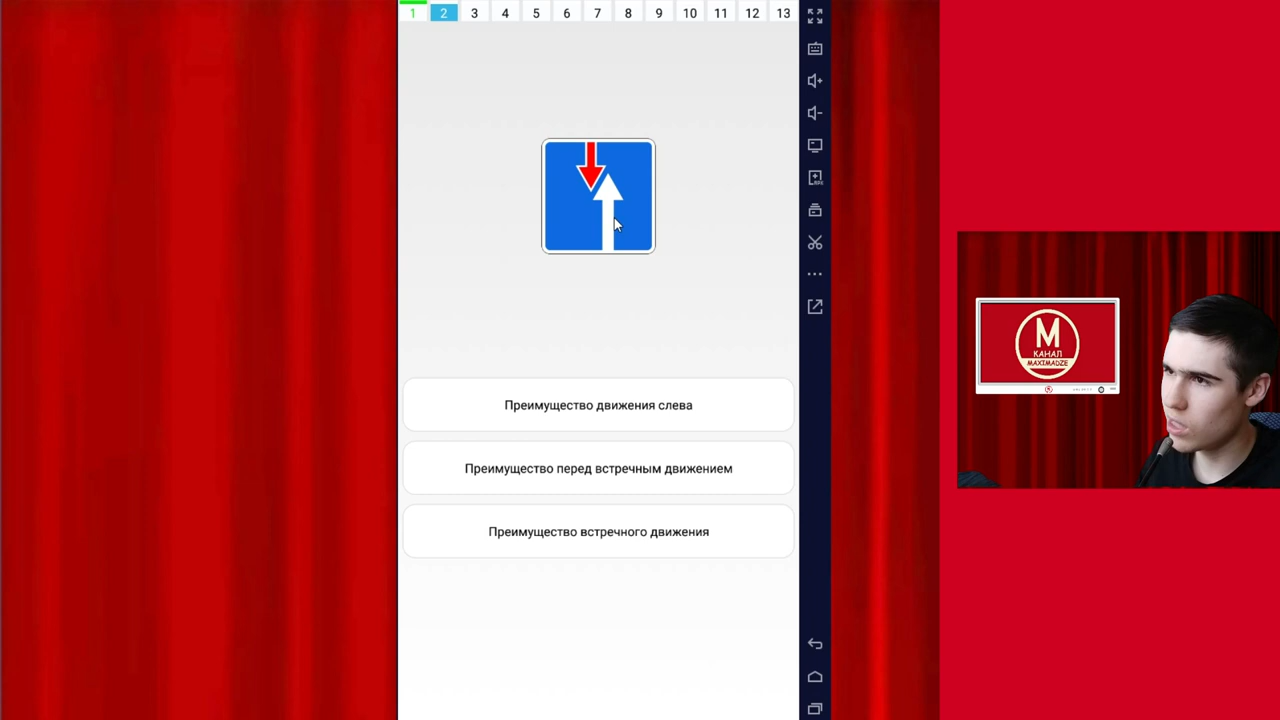 1 2 3 4 5 6 7 8 9 10 11 12 13
Преимущество движения слева
Преимущество перед встречным движением
Преимущество встречного движения
М
КАНАЛ
MAXIMADZE